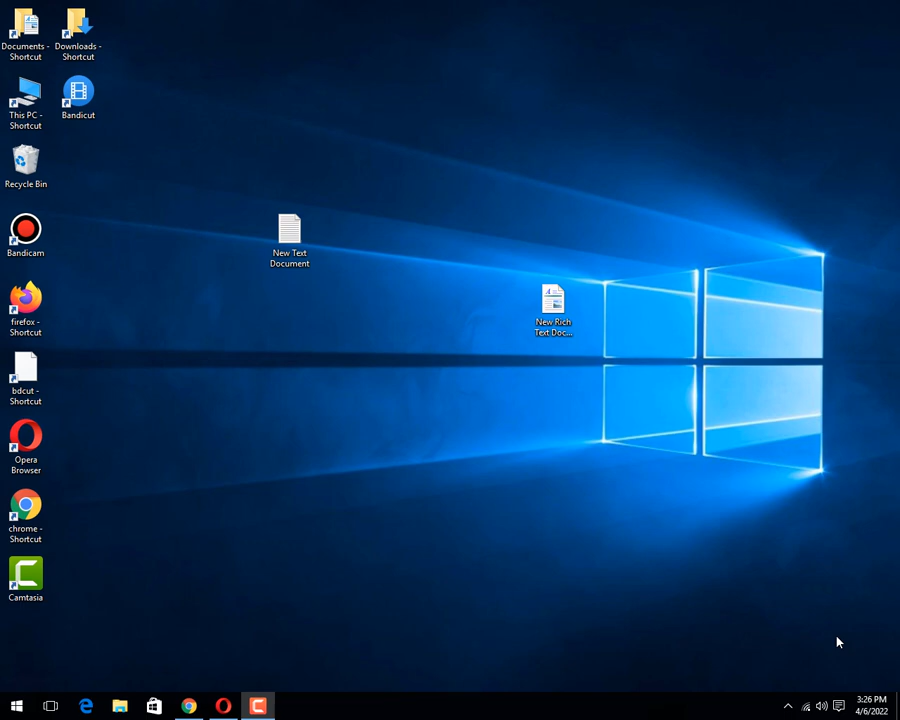 Documents -
Shortcut
Downloads -
Shortcut
This PC -
Shortcut
Bandicut
Recycle Bin
Bandicam
firefox -
Shortcut
bdcut -
Shortcut
Opera
Browser
chrome -
Shortcut
Camtasia
New Text
Document
New Rich
Text Doc...
3:26 PM
4/6/2022